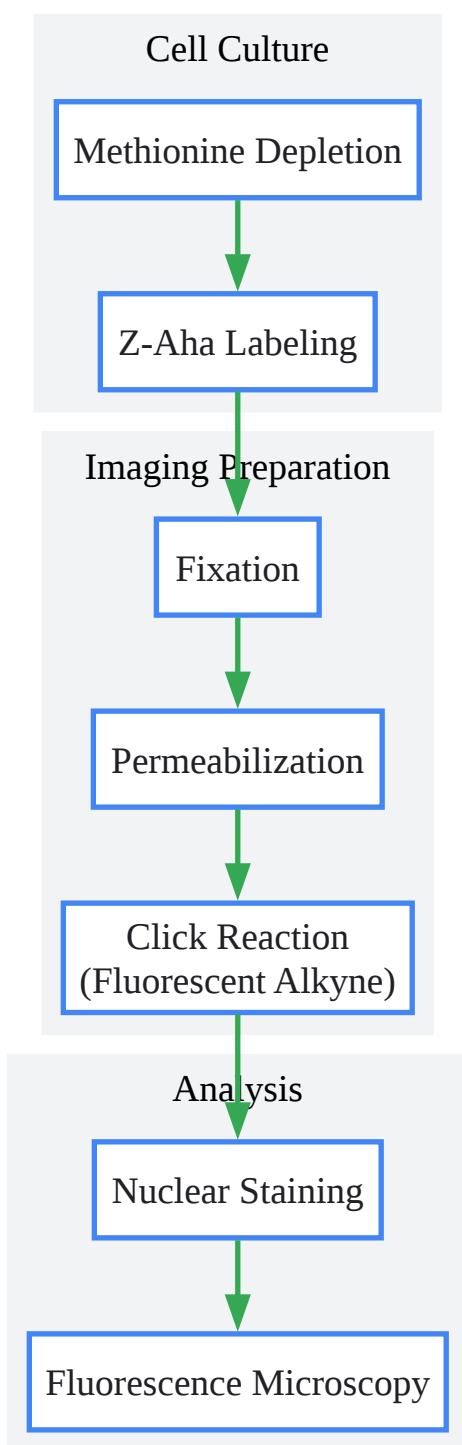 Cell Culture
Methionine Depletion
Z-Aha Labeling
Imaging Preparation
Fixation
Permeabilization
Click Reaction
(Fluorescent Alkyne)
Analysis
Nuclear Staining
Fluorescence Microscopy